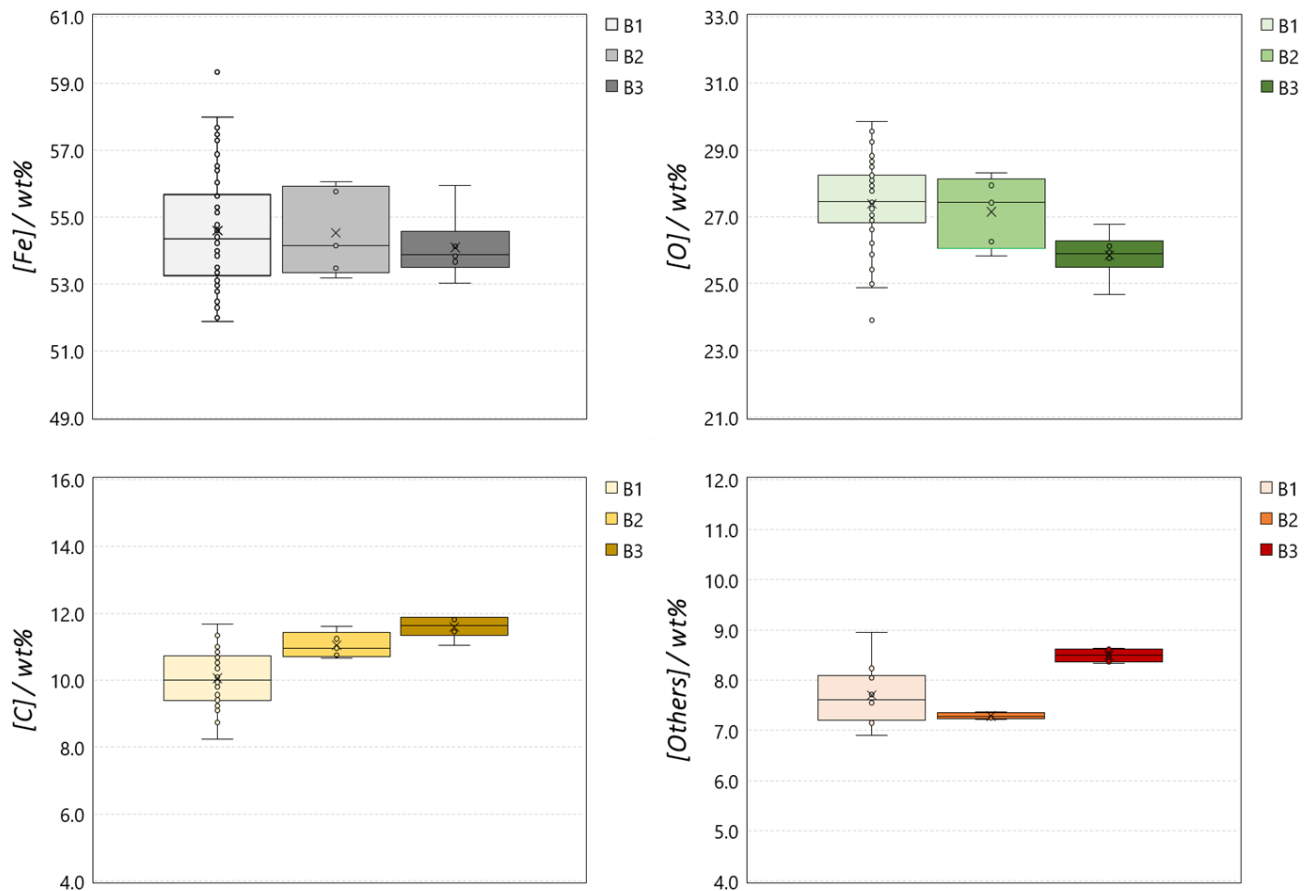 [Fe] / wt%
61.0
59.0
57.0
55.0
53.0
51.0
49.0
B1
B2
B3
[O] / wt%
33.0
31.0
29.0
27.0
25.0
23.0
21.0
B1
B2
B3
[C] / wt%
16.0
14.0
12.0
10.0
8.0
6.0
4.0
B1
B2
B3
[Others] / wt%
12.0
11.0
10.0
9.0
8.0
7.0
6.0
5.0
4.0
B1
B2
B3